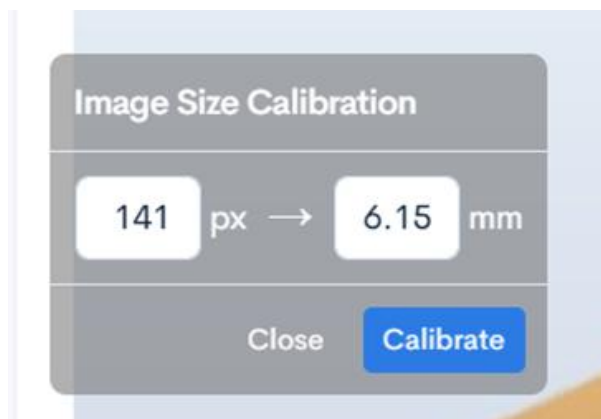 Image Size Calibration
141 px → 6.15 mm
Close Calibrate